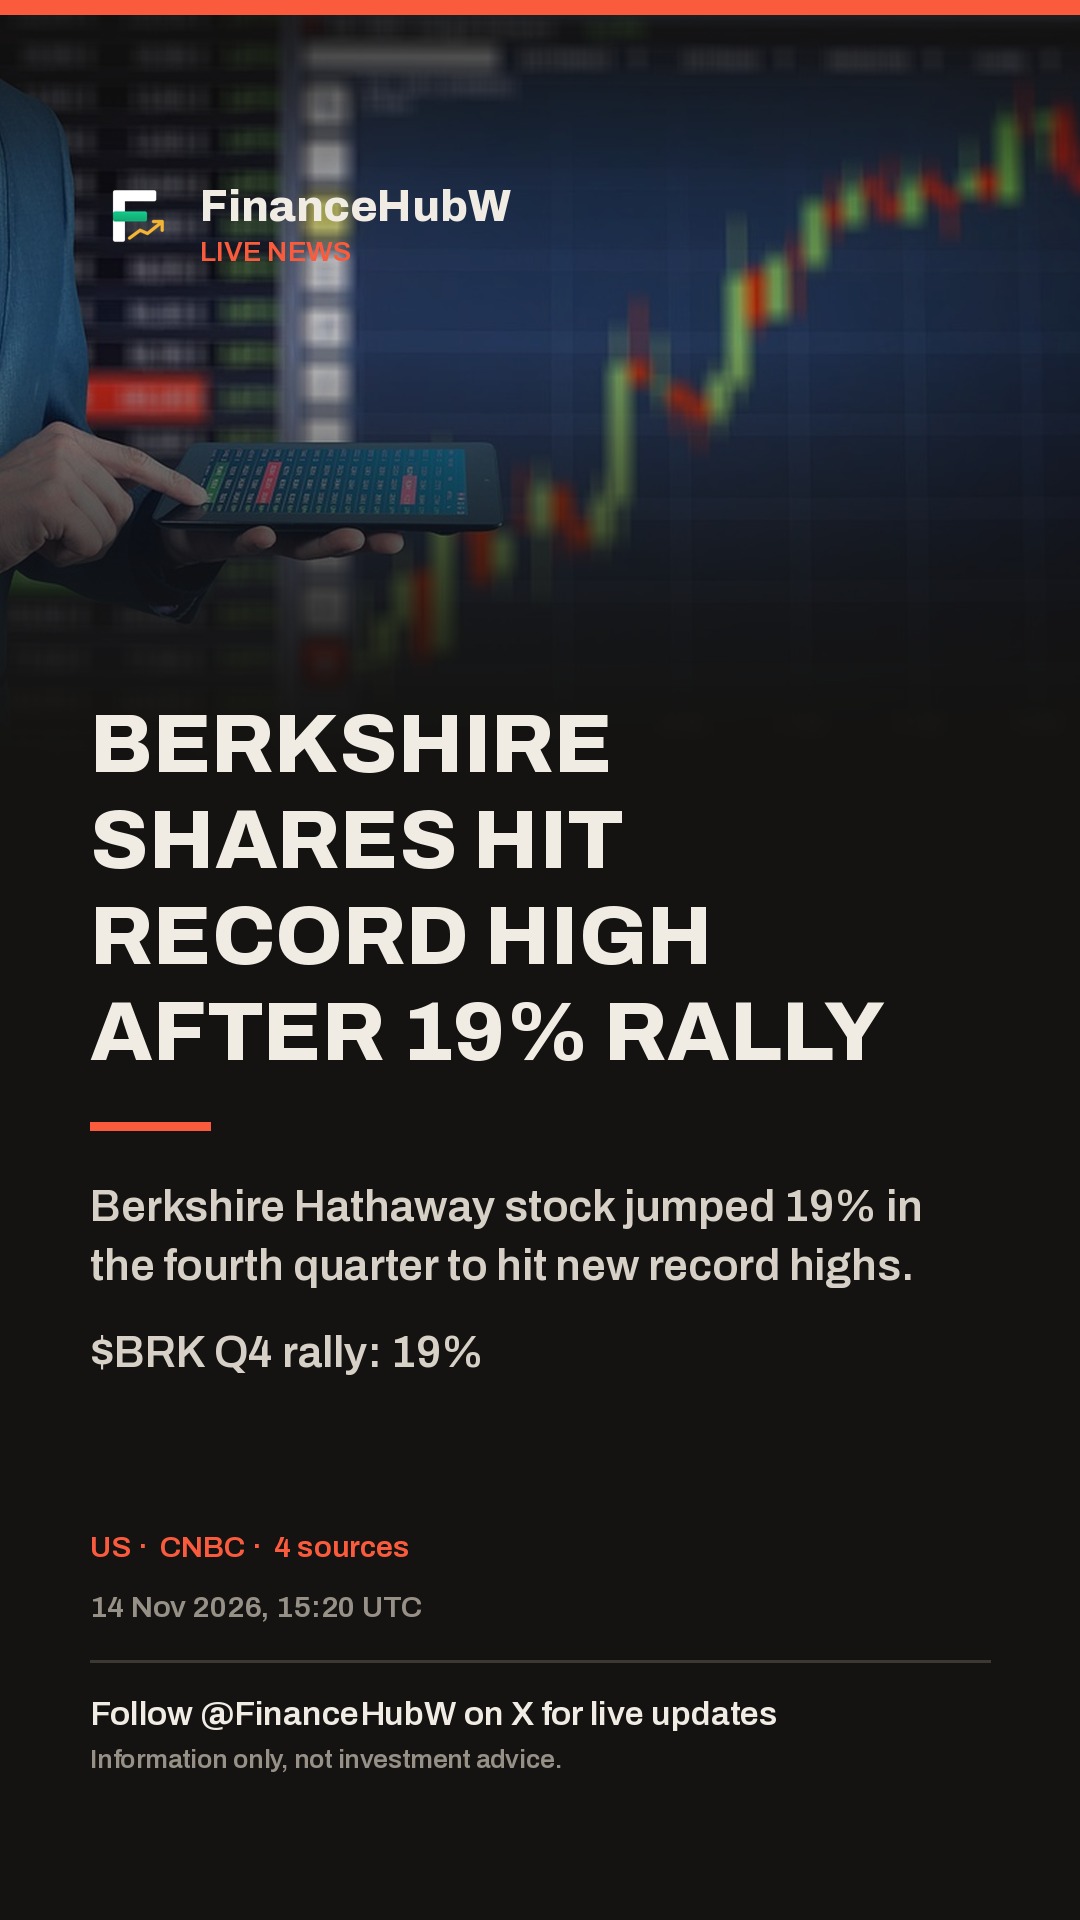 FinanceHubW
LIVE NEWS
BERKSHIRE
SHARES HIT
RECORD HIGH
AFTER 19% RALLY
Berkshire Hathaway stock jumped 19% in
the fourth quarter to hit new record highs.
$BRK Q4 rally: 19%
US · CNBC · 4 sources
14 Nov 2026, 15:20 UTC
Follow @FinanceHubW on X for live updates
Information only, not investment advice.